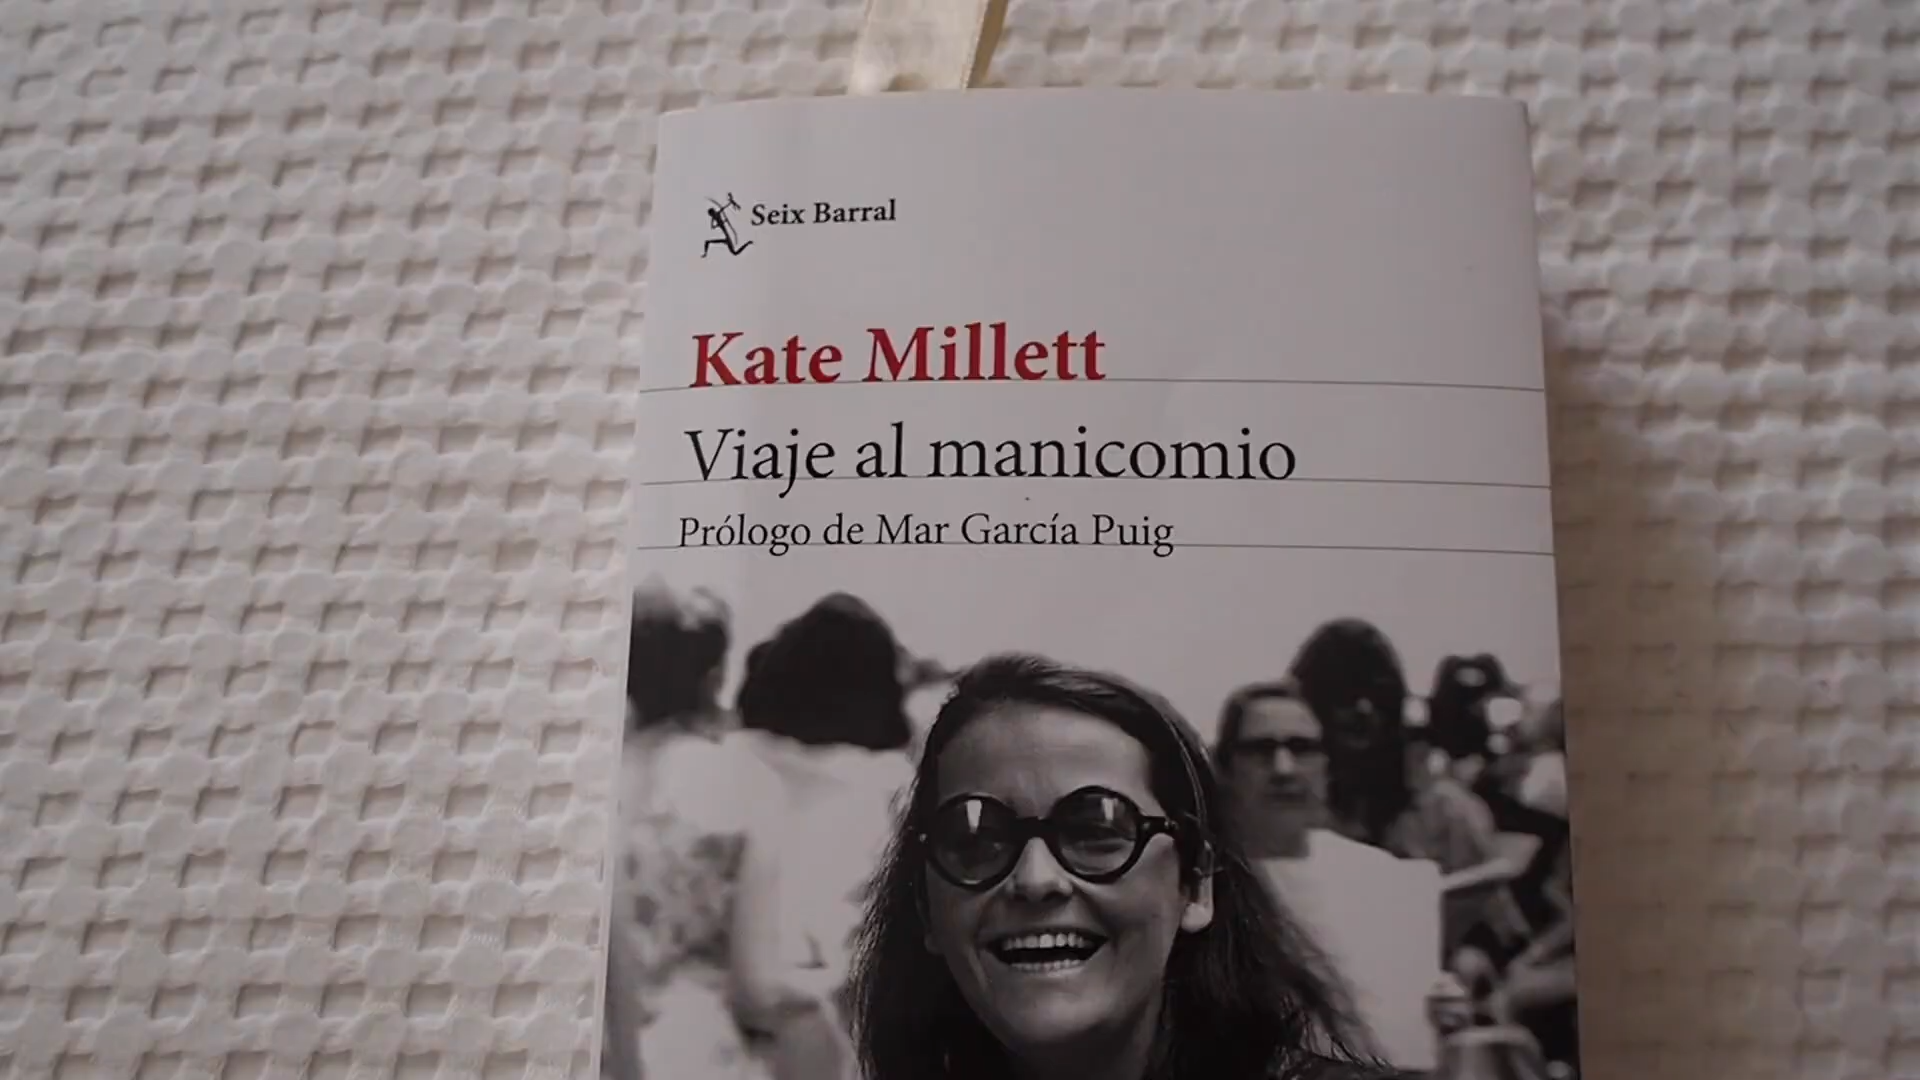 Seix Barral
Kate Millett
Viaje al manicomio
Prólogo de Mar García Puig